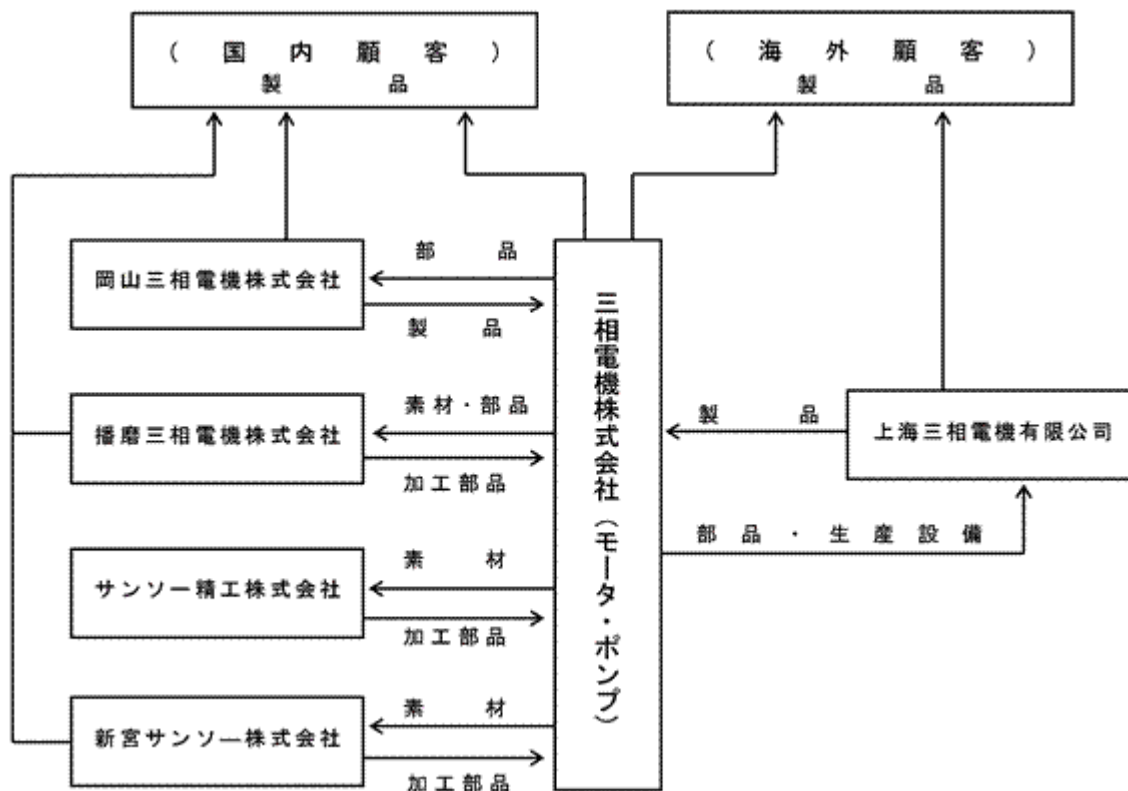 （国内顧客）
製品
（海外顧客）
製品
岡山三相電機株式会社
部品
製品
播磨三相電機株式会社
素材・部品
加工部品
サンソー精工株式会社
素材
加工部品
新宮サンソー株式会社
素材
加工部品
三相電機株式会社（モータ・ポンプ）
製品
上海三相電機有限公司
部品・生産設備